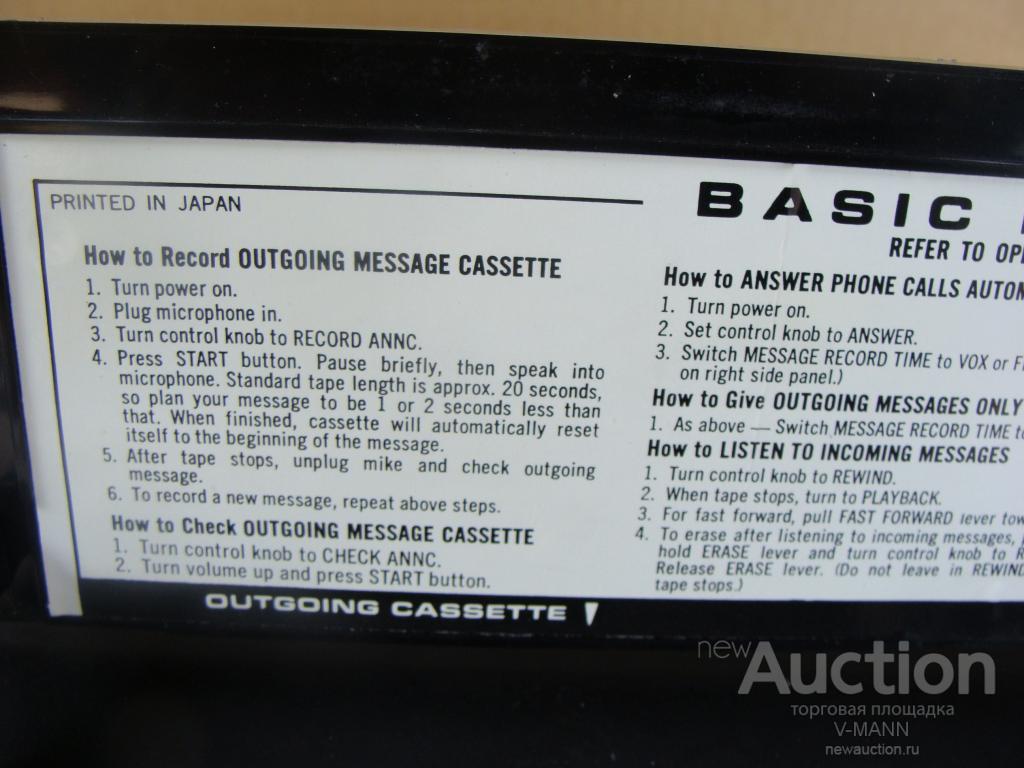 PRINTED IN JAPAN
How to Record OUTGOING MESSAGE CASSETTE
1. Turn power on.
2. Plug microphone in.
3. Turn control knob to RECORD ANNC.
4. Press START button. Pause briefly, then speak into
microphone. Standard tape length is approx. 20 seconds,
so plan your message to be 1 or 2 seconds less than
that. When finished, cassette will automatically reset
itself to the beginning of the message.
5. After tape stops, unplug mike and check outgoing
message.
6. To record a new message, repeat above steps.
How to Check OUTGOING MESSAGE CASSETTE
1. Turn control knob to CHECK ANNC.
2. Turn volume up and press START button.
OUTGOING CASSETTE
BASIC
REFER TO
How to ANSWER PHONE CALLS
1. Turn power on.
2. Set control knob to ANSWER.
3. Switch MESSAGE RECORD TIME to VOX or
on right side panel.)
How to Give OUTGOING MESSAGES ONLY
1. As above — Switch MESSAGE RECORD TIME
How to LISTEN TO INCOMING MESSAGES
1. Turn control knob to REWIND.
2. When tape stops, turn to PLAYBACK.
3. For fast forward, pull FAST FORWARD lever
4. To erase after listening to incoming messages,
hold ERASE lever and turn control knob to
Release ERASE lever. (Do not leave in REWIND
tape stops.)
newAuction
торговая площадка
V-MANN
newauction.ru